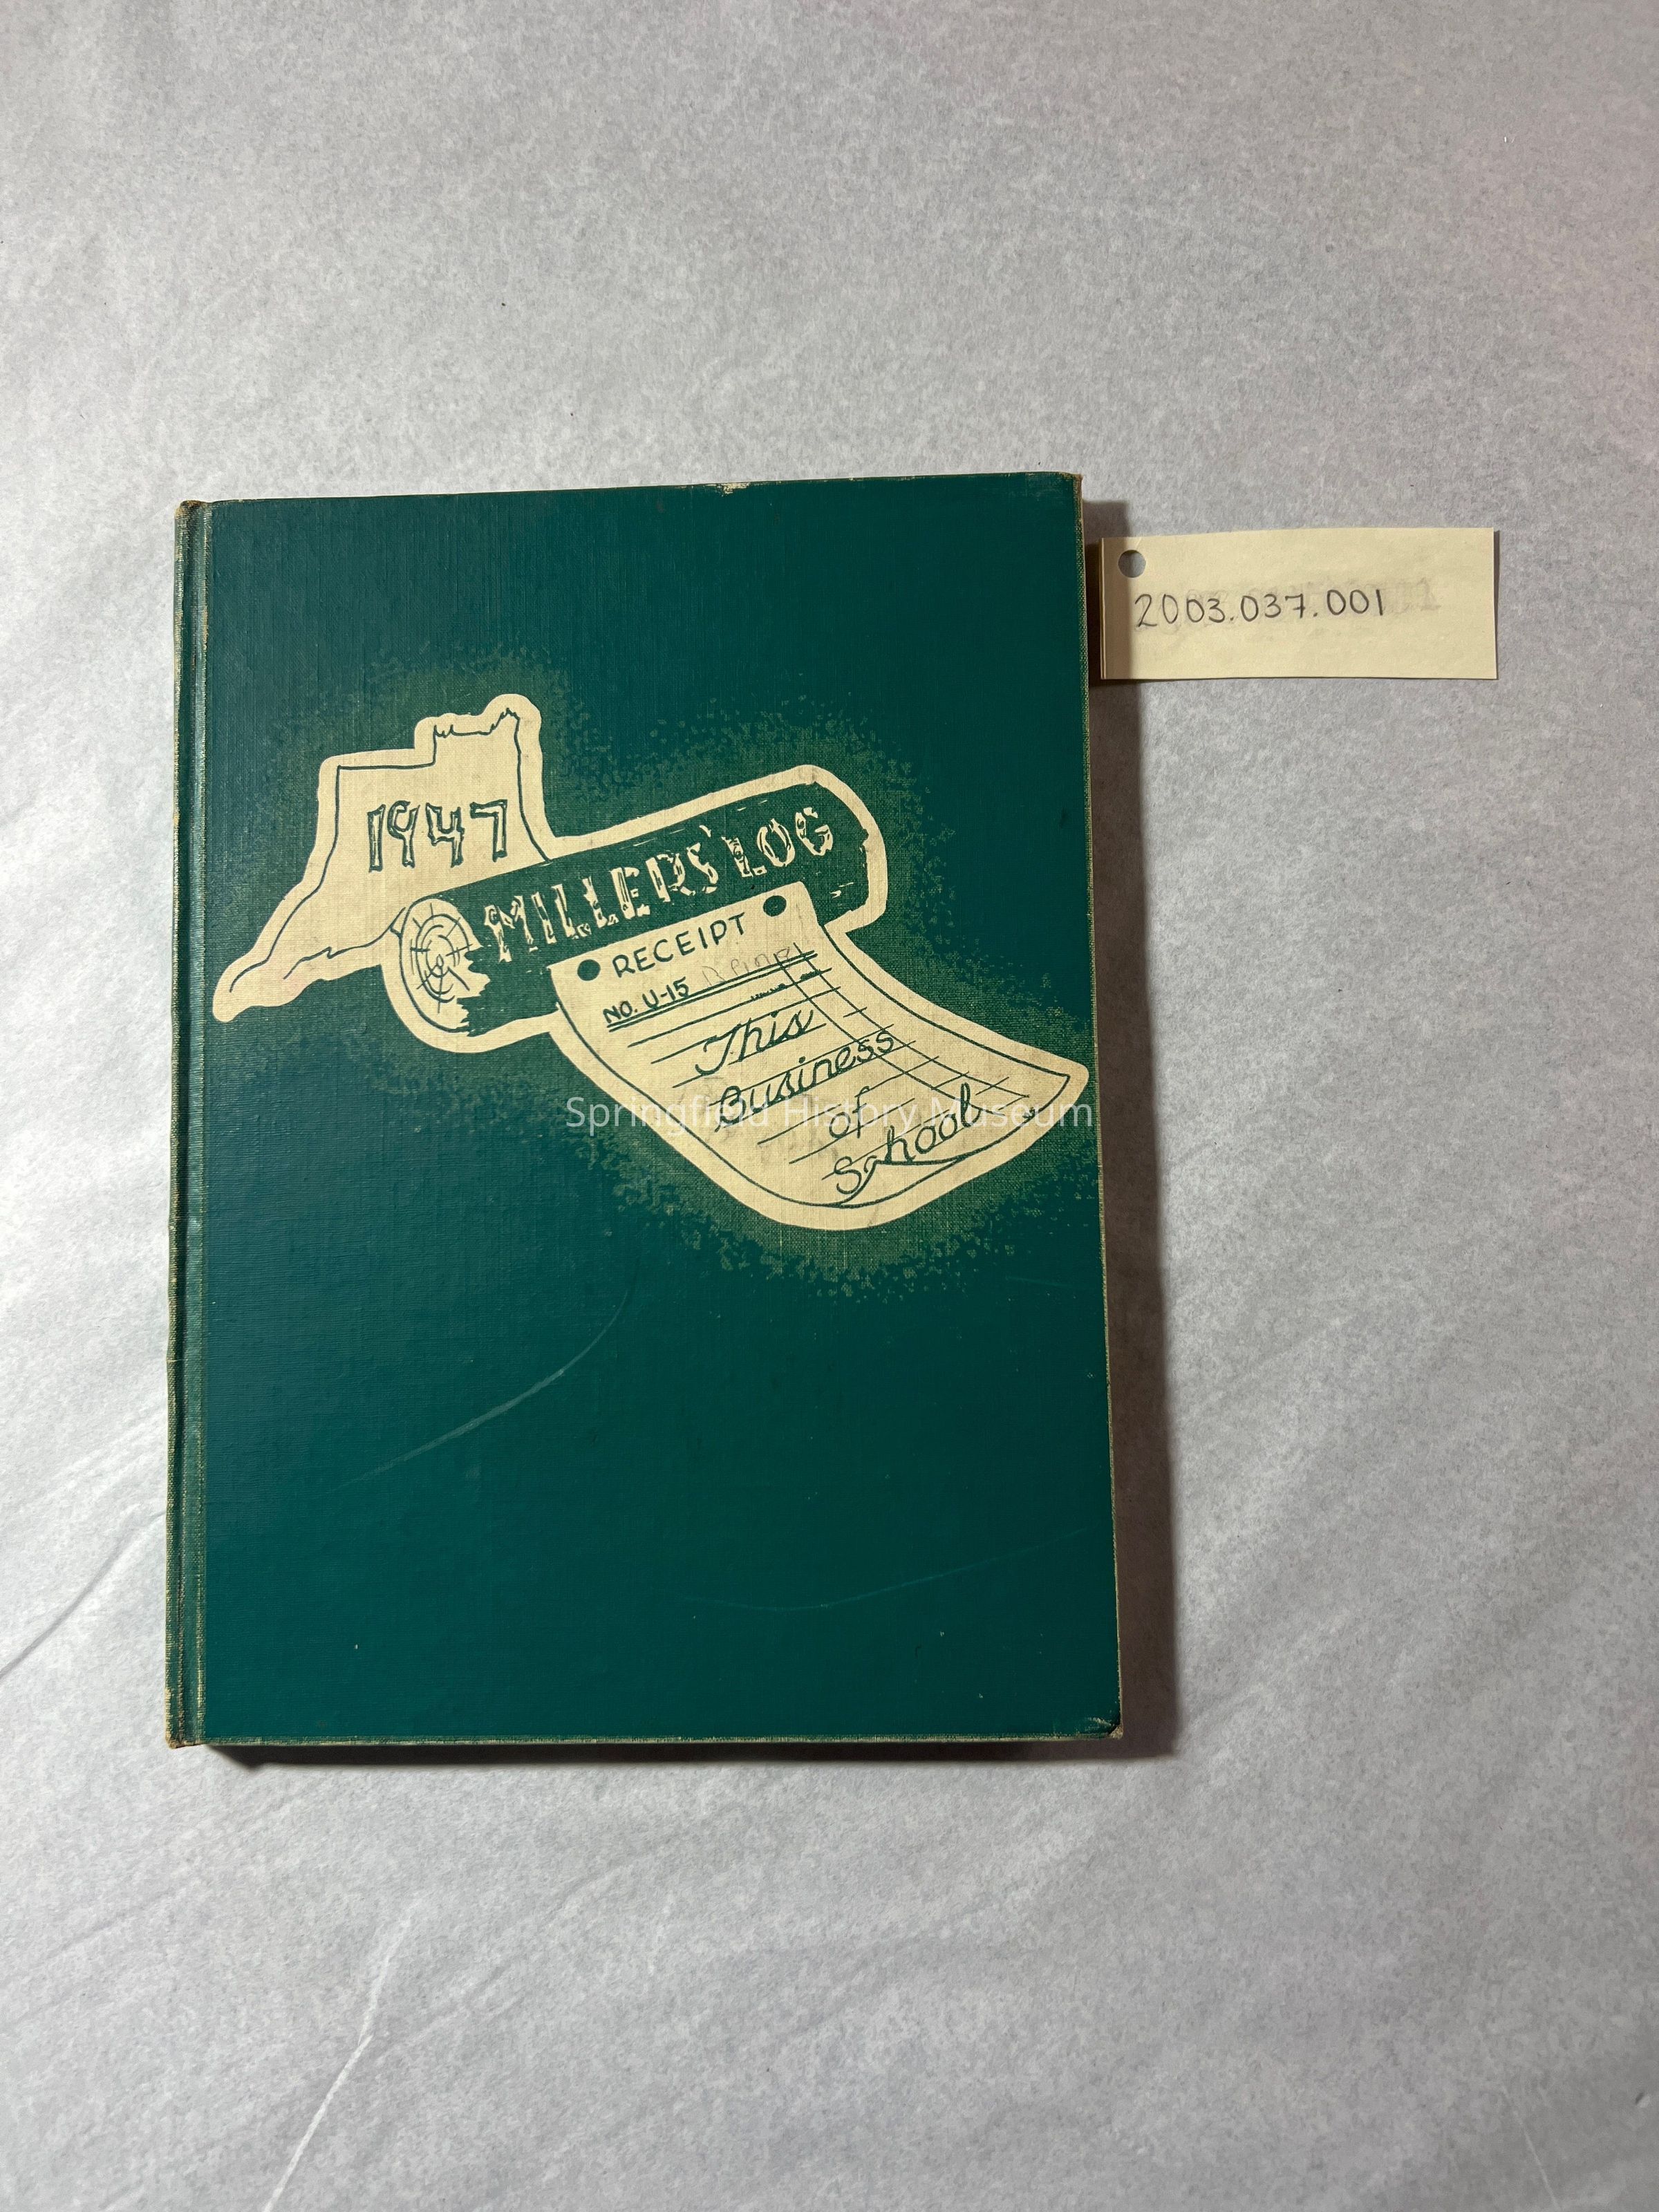 2003.037.001
1947
MILLERS' LOG
RECEIPT
NO. U-15
This
Business
of
School
Springfield History Museum